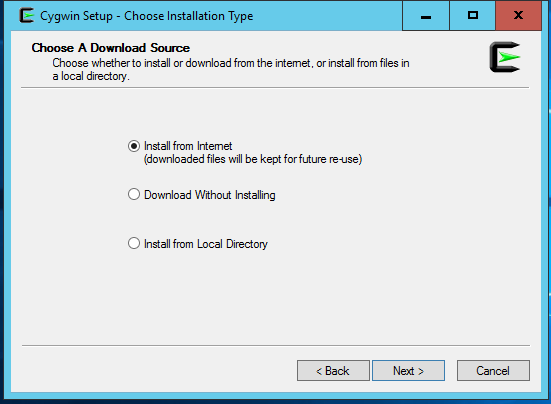 Cygwin Setup - Choose Installation Type
Choose A Download Source
Choose whether to install or download from the internet, or install from files in
a local directory.
Install from Internet
(downloaded files will be kept for future re-use)
Download Without Installing
Install from Local Directory
< Back
Next >
Cancel